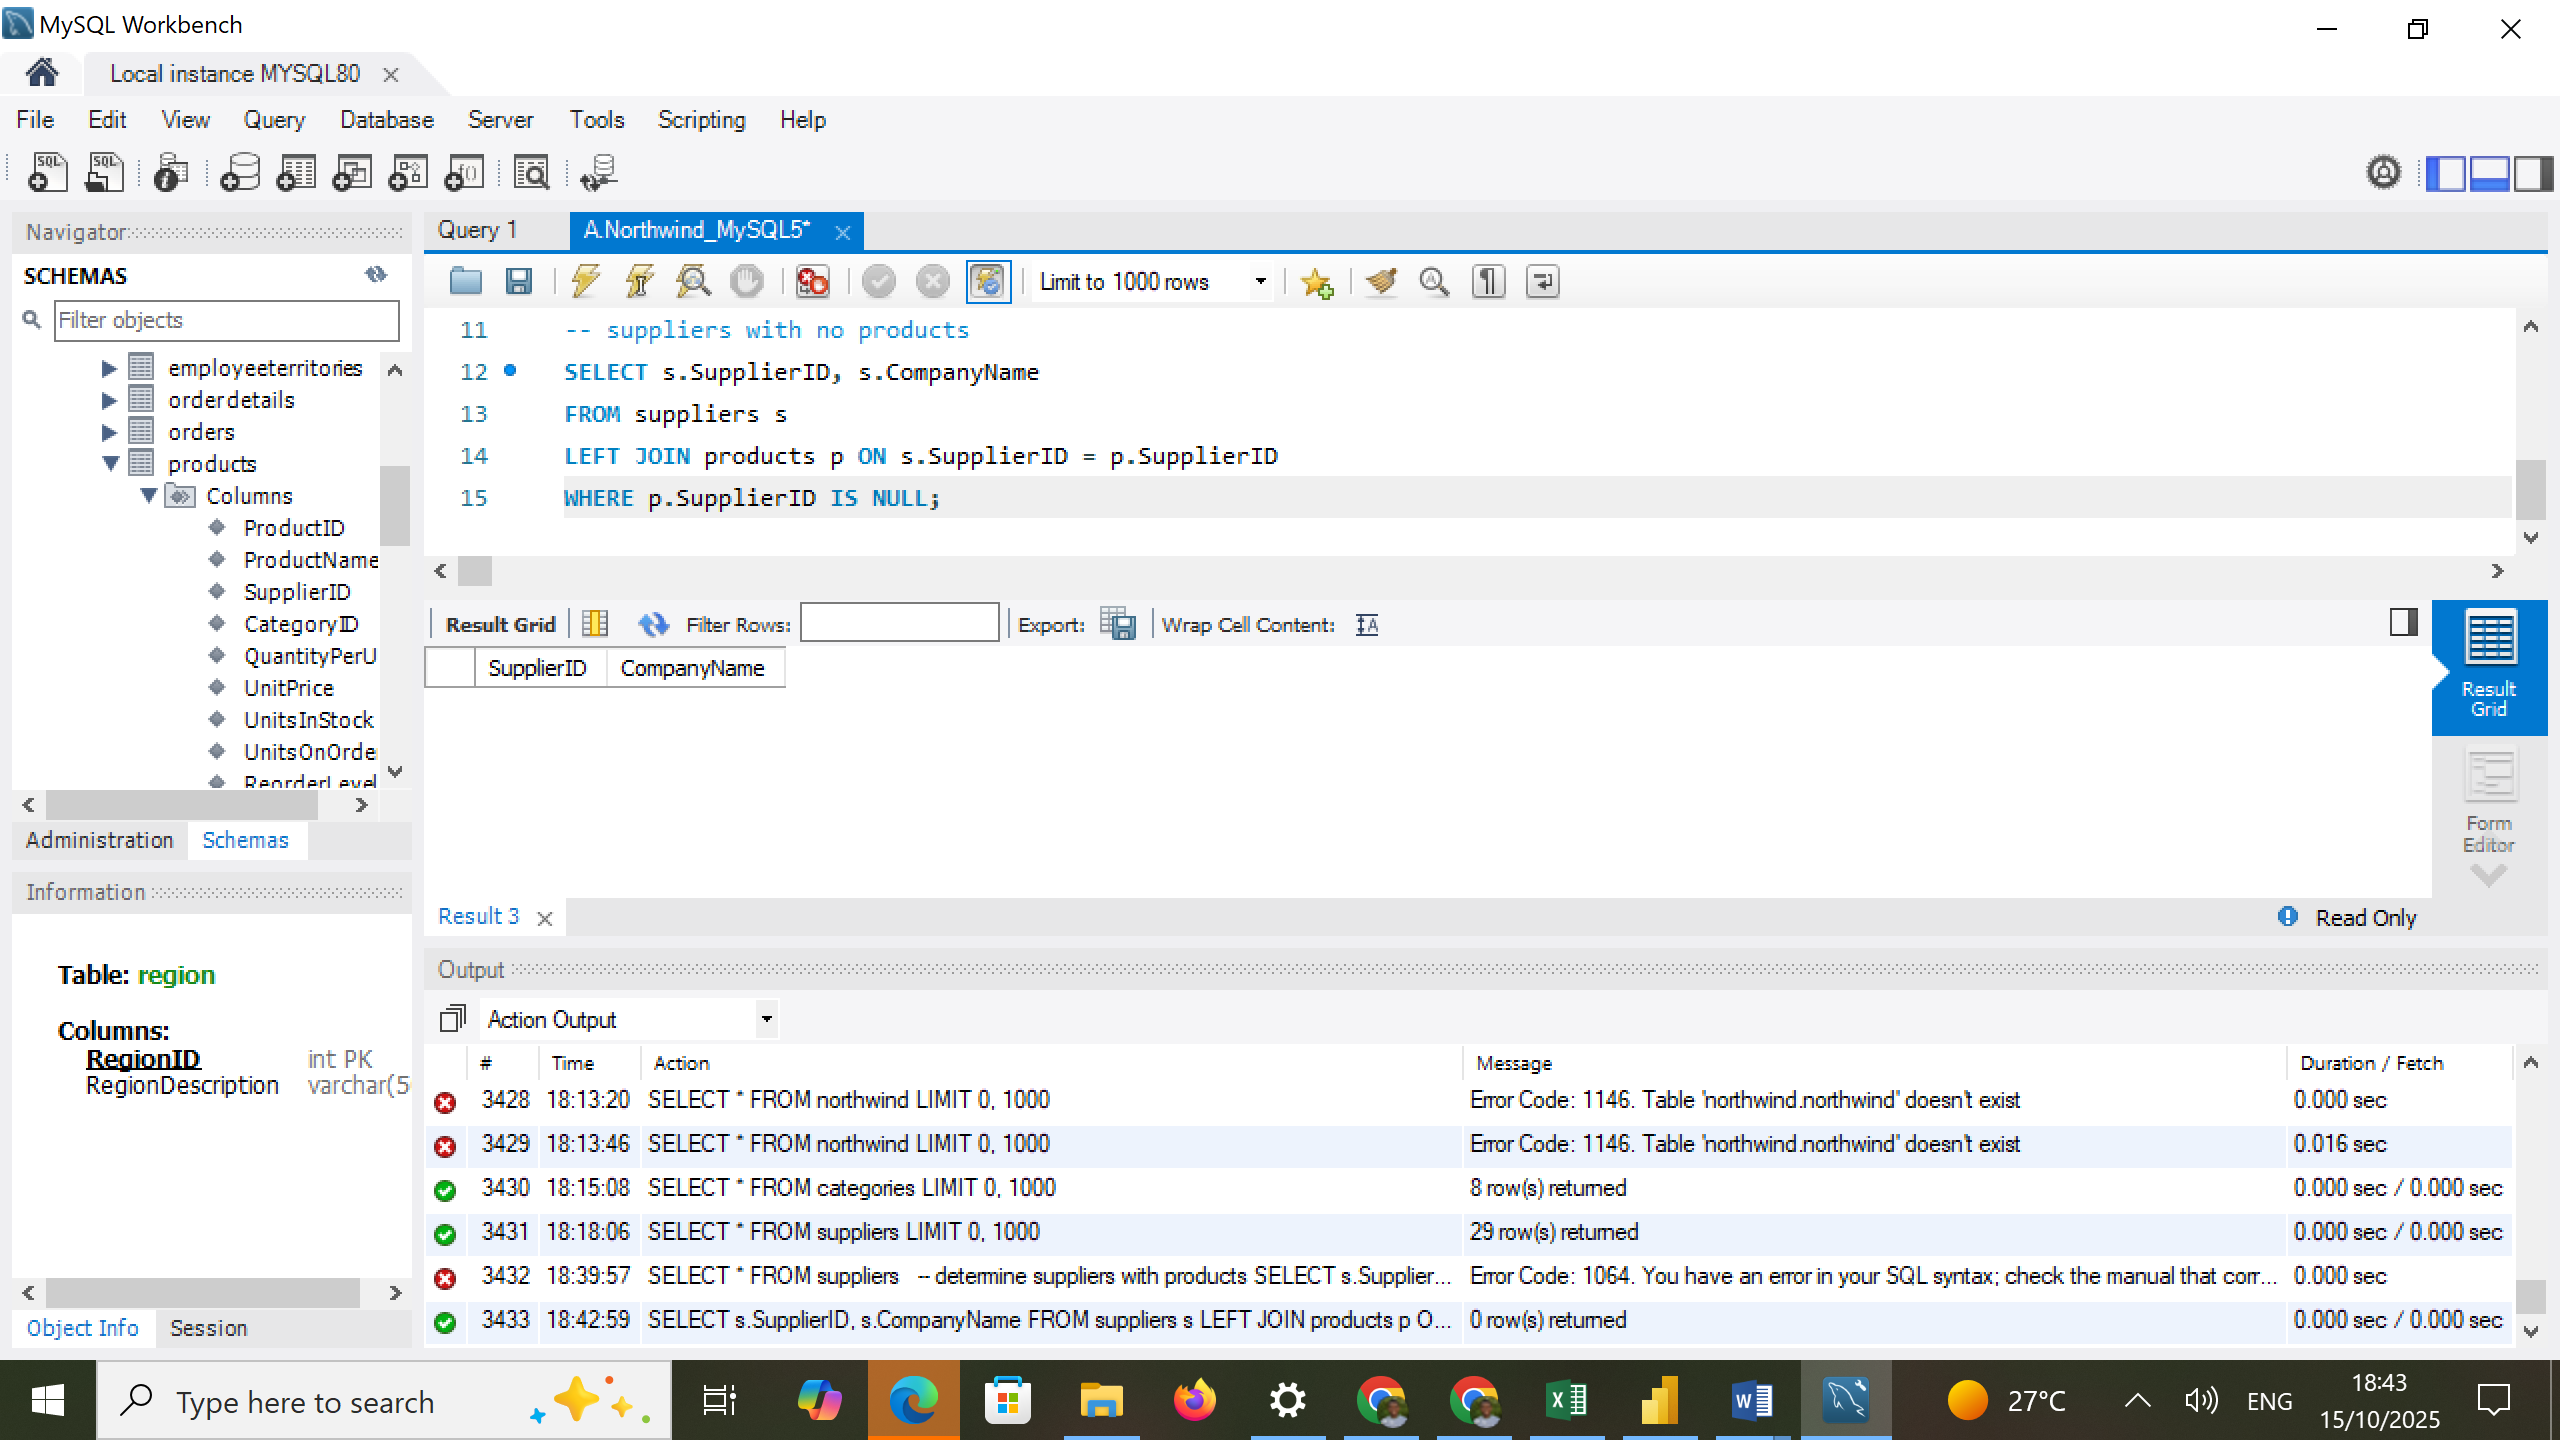 MySQL Workbench
Local instance MYSQL80
File Edit View Query Database Server Tools Scripting Help
Navigator
SCHEMAS
Filter objects
employeeterritories
orderdetails
orders
products
Columns
ProductID
ProductName
SupplierID
CategoryID
QuantityPerU
UnitPrice
UnitsInStock
UnitsOnOrde
ReorderLevel
Administration Schemas
Information
Table: region
Columns:
RegionID int PK
RegionDescription varchar(5
Object Info Session
Query 1 A.Northwind_MySQL5*
Limit to 1000 rows
11 -- suppliers with no products
12 SELECT s.SupplierID, s.CompanyName
13 FROM suppliers s
14 LEFT JOIN products p ON s.SupplierID = p.SupplierID
15 WHERE p.SupplierID IS NULL;
Result Grid Filter Rows: Export: Wrap Cell Content:
SupplierID CompanyName
Result
Grid
Form
Editor
Result 3 Read Only
Output
Action Output
# Time Action Message Duration / Fetch
3428 18:13:20 SELECT * FROM northwind LIMIT 0, 1000 Error Code: 1146. Table 'northwind.northwind' doesn't exist 0.000 sec
3429 18:13:46 SELECT * FROM northwind LIMIT 0, 1000 Error Code: 1146. Table 'northwind.northwind' doesn't exist 0.016 sec
3430 18:15:08 SELECT * FROM categories LIMIT 0, 1000 8 row(s) returned 0.000 sec / 0.000 sec
3431 18:18:06 SELECT * FROM suppliers LIMIT 0, 1000 29 row(s) returned 0.000 sec / 0.000 sec
3432 18:39:57 SELECT * FROM suppliers -- determine suppliers with products SELECT s.Supplier... Error Code: 1064. You have an error in your SQL syntax; check the manual that corr... 0.000 sec
3433 18:42:59 SELECT s.SupplierID, s.CompanyName FROM suppliers s LEFT JOIN products p O... 0 row(s) returned 0.000 sec / 0.000 sec
Type here to search
27°C
ENG
18:43
15/10/2025